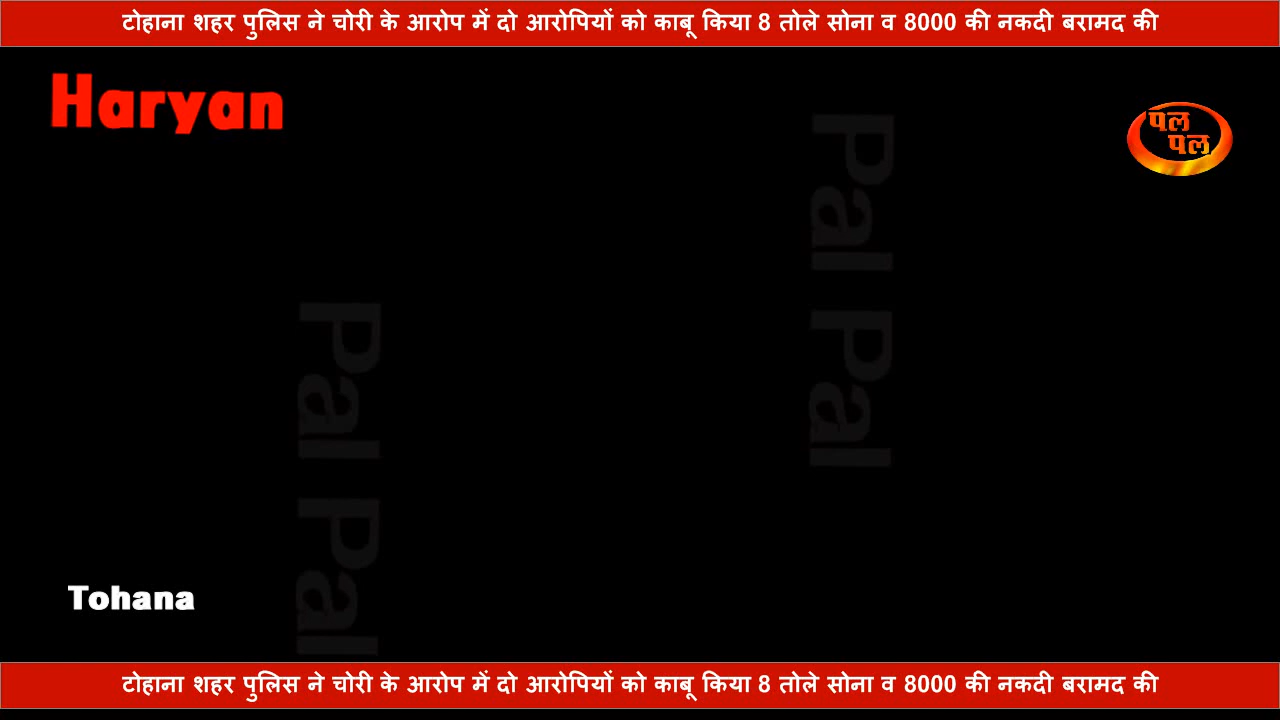 टोहाना शहर पुलिस ने चोरी के आरोप में दो आरोपियों को काबू किया 8 तोले सोना व 8000 की नकदी बरामद की
Haryan
पल
पल
Pal Pal
Pal Pal
Tohana
टोहाना शहर पुलिस ने चोरी के आरोप में दो आरोपियों को काबू किया 8 तोले सोना व 8000 की नकदी बरामद की